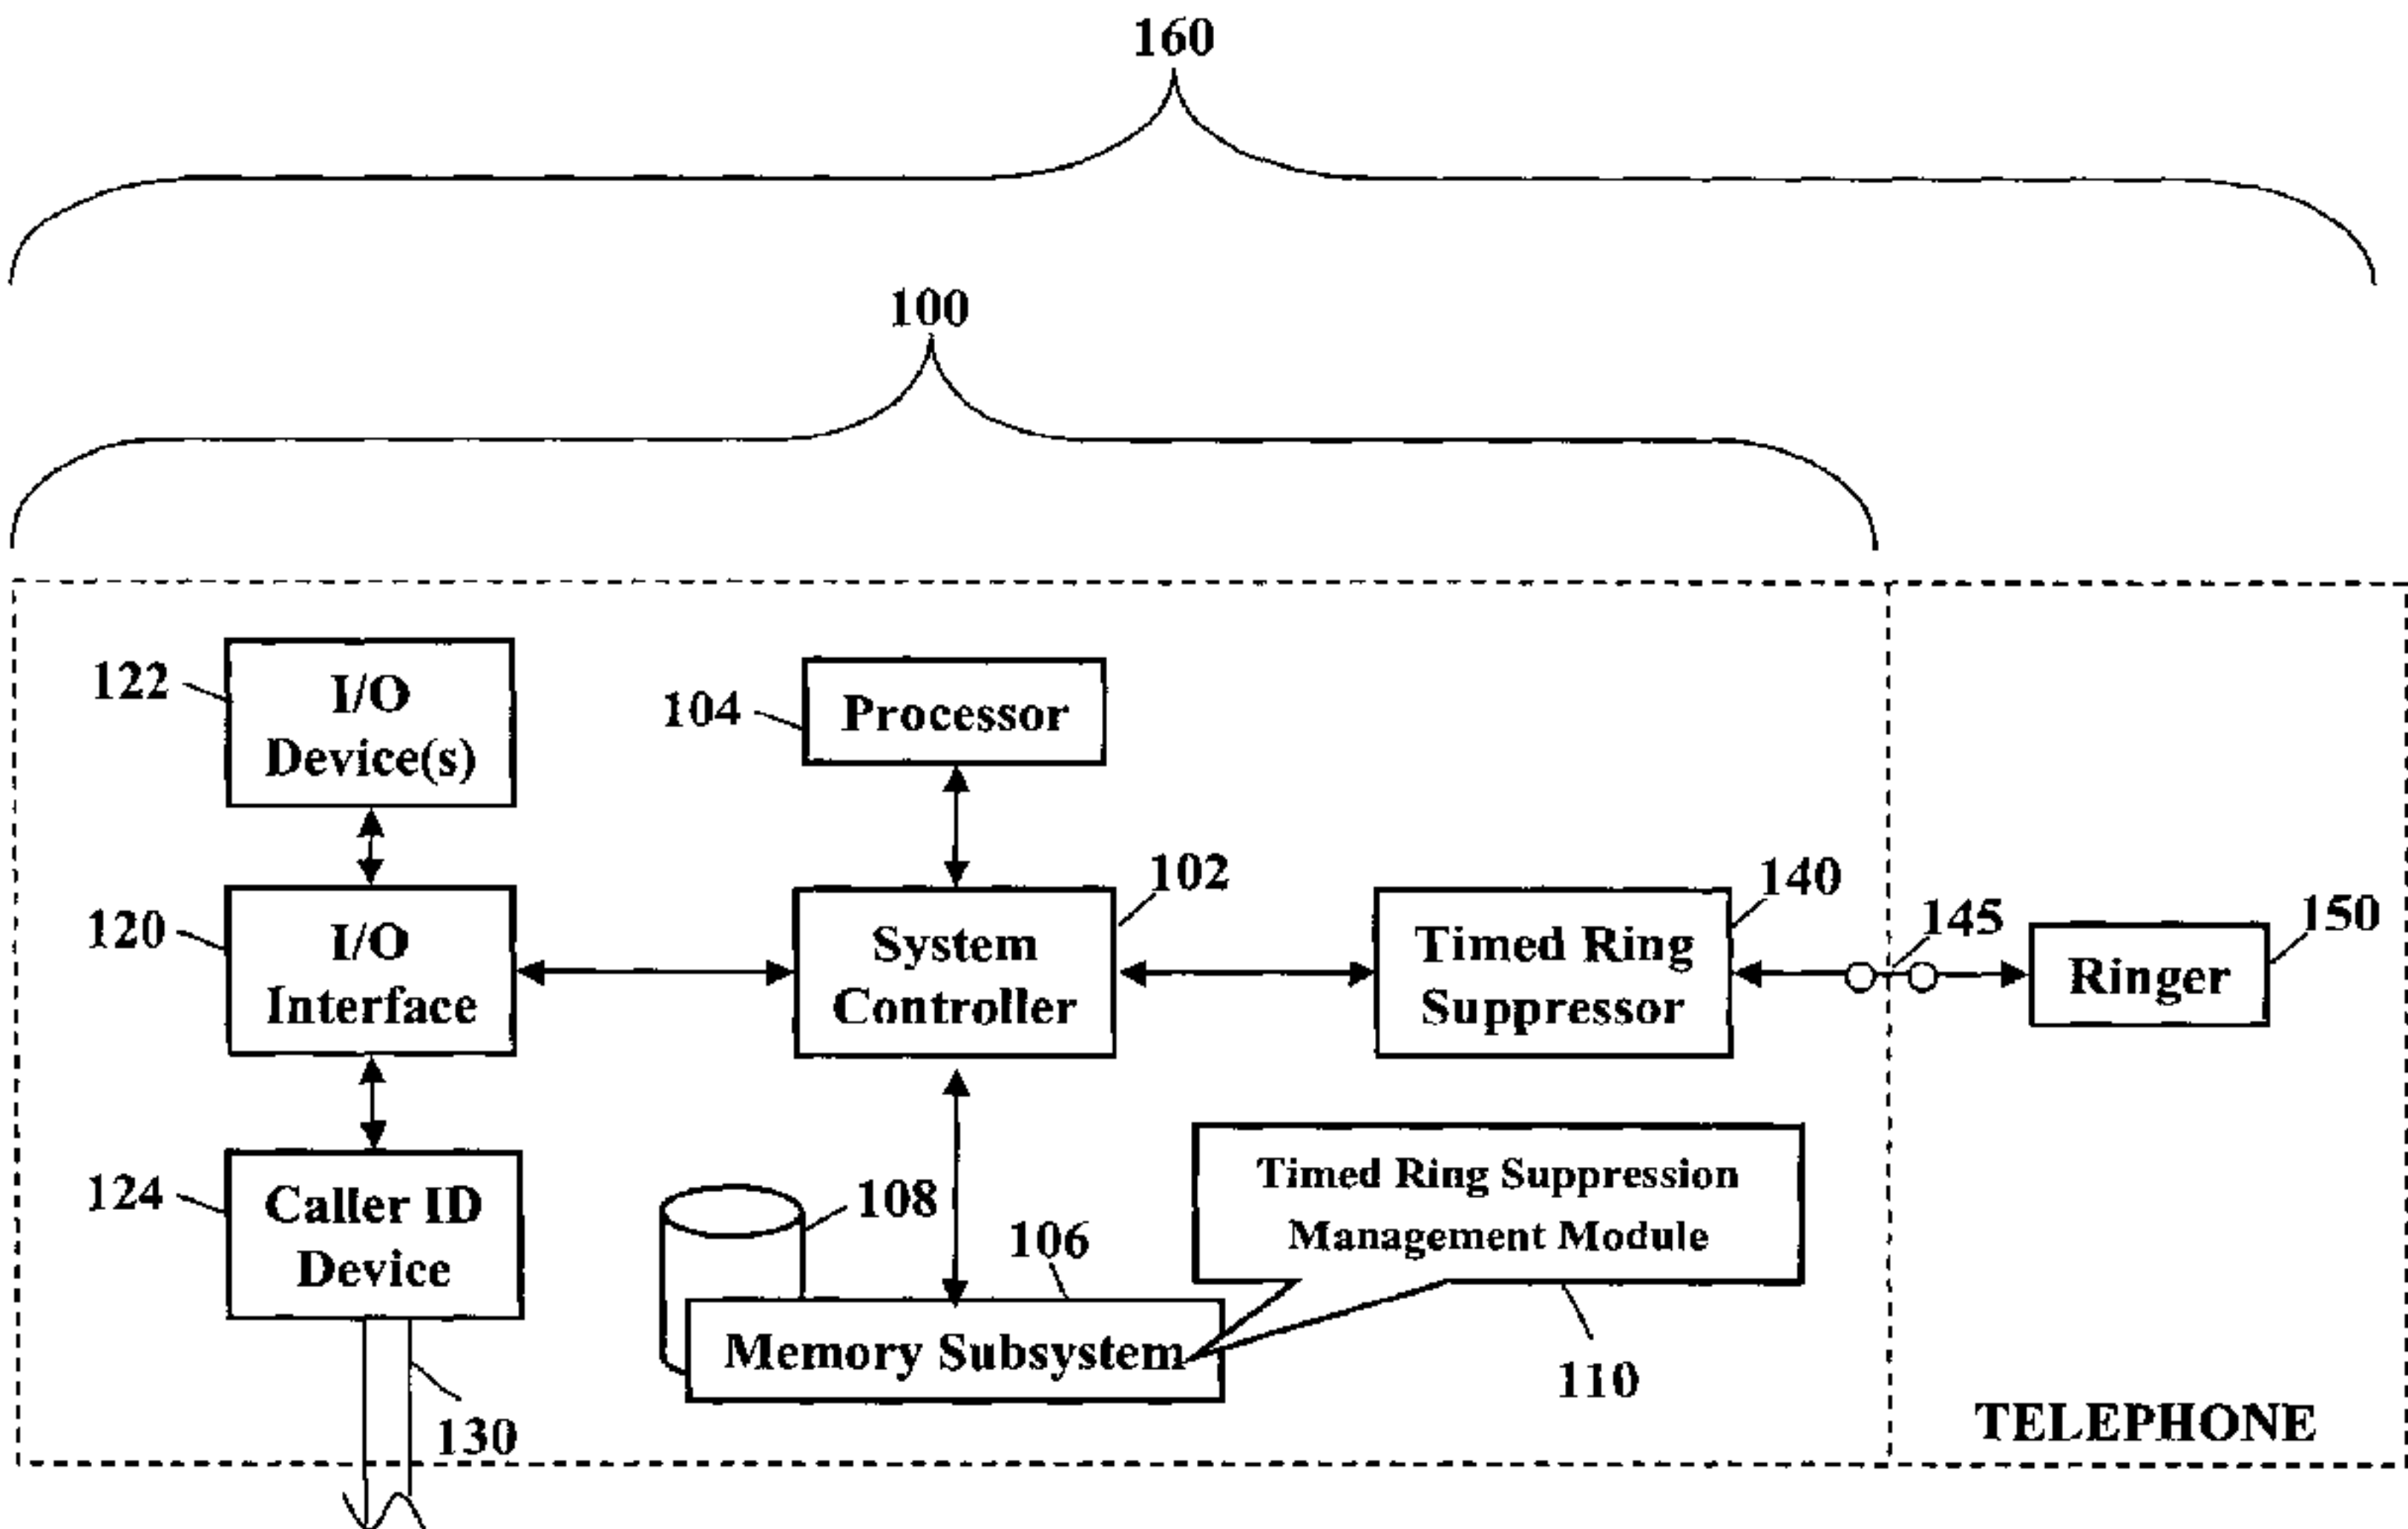 160
100
122
I/O
Device(s)
104
Processor
120
I/O
Interface
102
System
Controller
140
Timed Ring
Suppressor
145
150
Ringer
124
Caller ID
Device
108
106
Memory Subsystem
Timed Ring Suppression
Management Module
110
130
TELEPHONE